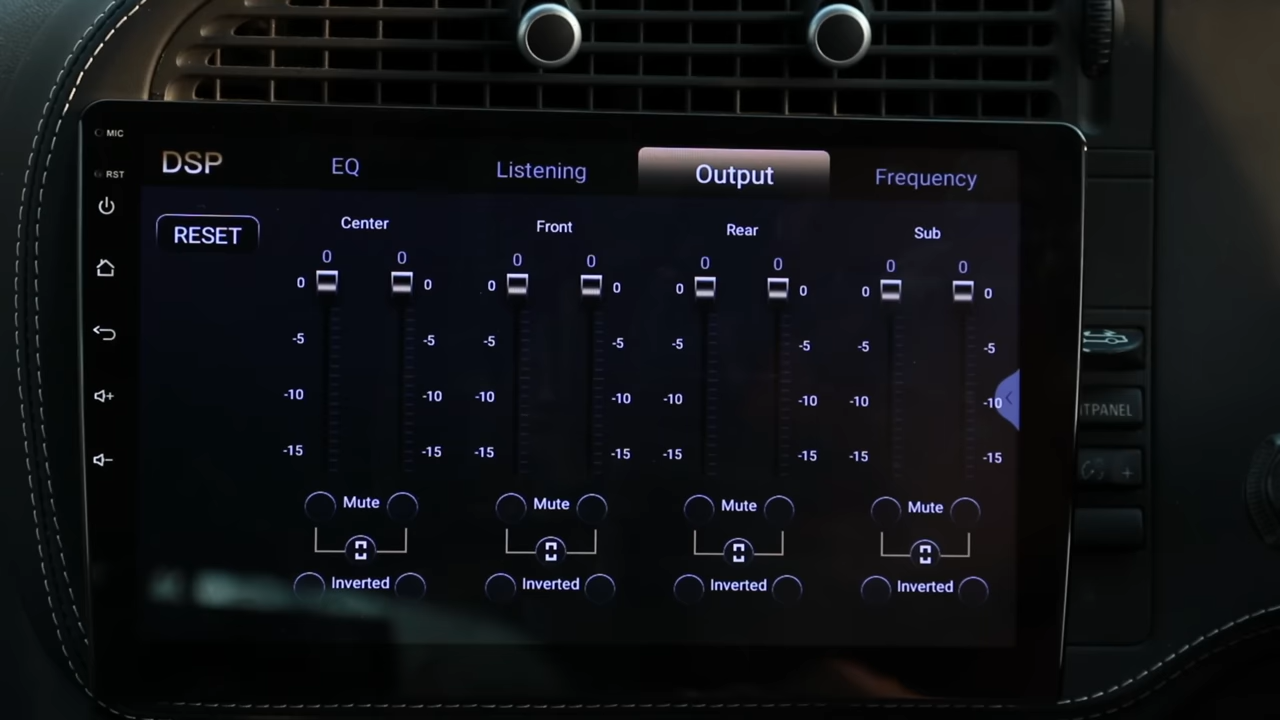 MIC
RST
DSP EQ Listening Output Frequency
RESET
Center Front Rear Sub
0 0 0 0 0 0 0 0
0 0 0 0 0 0 0 0
-5 -5 -5 -5 -5 -5 -5 -5
-10 -10 -10 -10 -10 -10 -10 -10
-15 -15 -15 -15 -15 -15 -15 -15
Mute Mute Mute Mute
Inverted Inverted Inverted Inverted
TPANEL